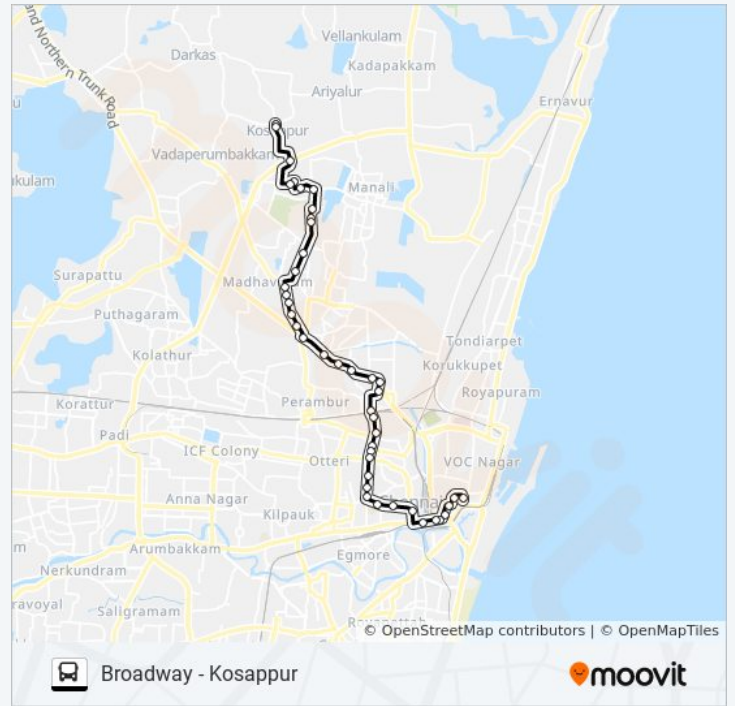 Vellankulam
Darkas
Kadapakkam
and Northern Trunk Road
Ariyalur
Ernavur
Kosappur
Vadaperumbakkam
kulam
Manali
Surapattu
Madhavaram
Puthagaram
Tondiarpet
Kolathur
Korukkupet
Royapuram
Korattur
Perambur
Padi
ICF Colony
Otteri
VOC Nagar
Anna Nagar
Chennai
Kilpauk
Arumbakkam
Egmore
Nerkundram
Saligramam
© OpenStreetMap contributors | © OpenMapTiles
Broadway - Kosappur
moovit